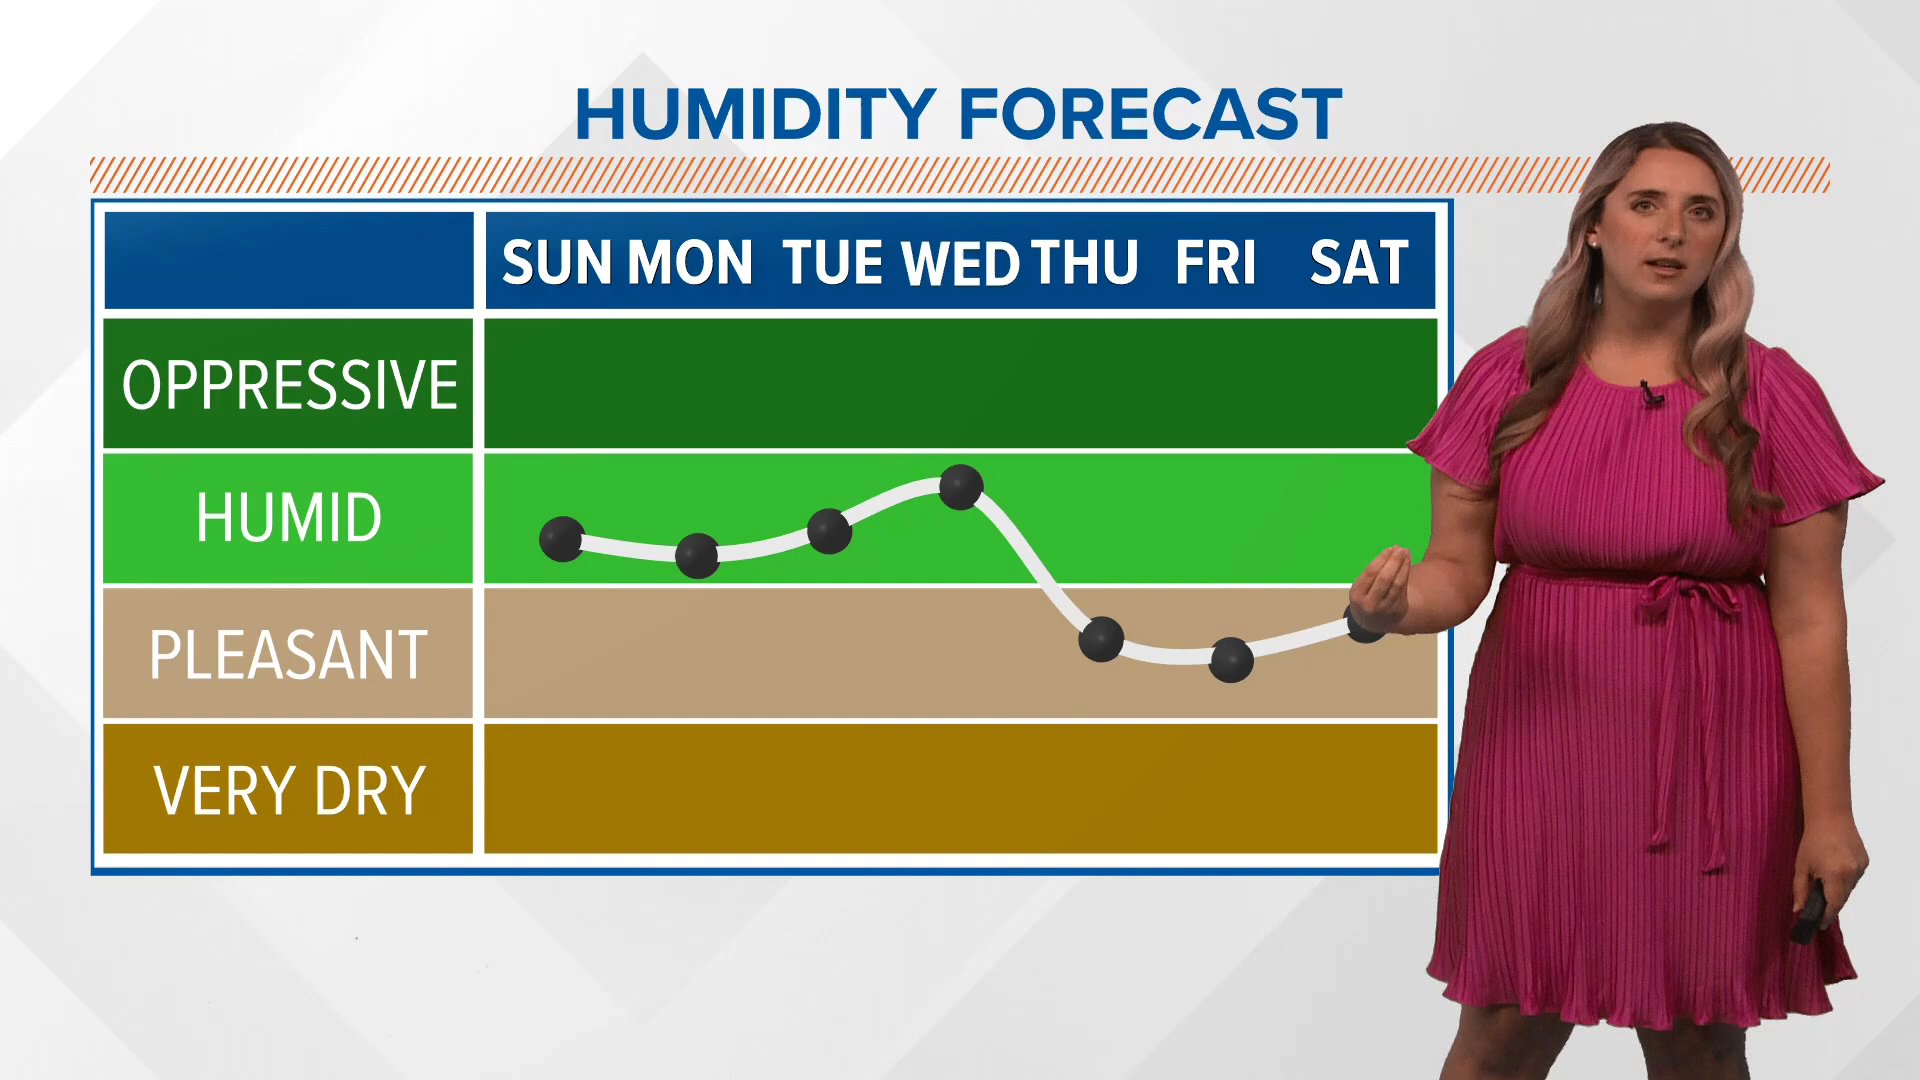 HUMIDITY FORECAST
SUN MON TUE WED THU FRI SAT
OPPRESSIVE
HUMID
PLEASANT
VERY DRY